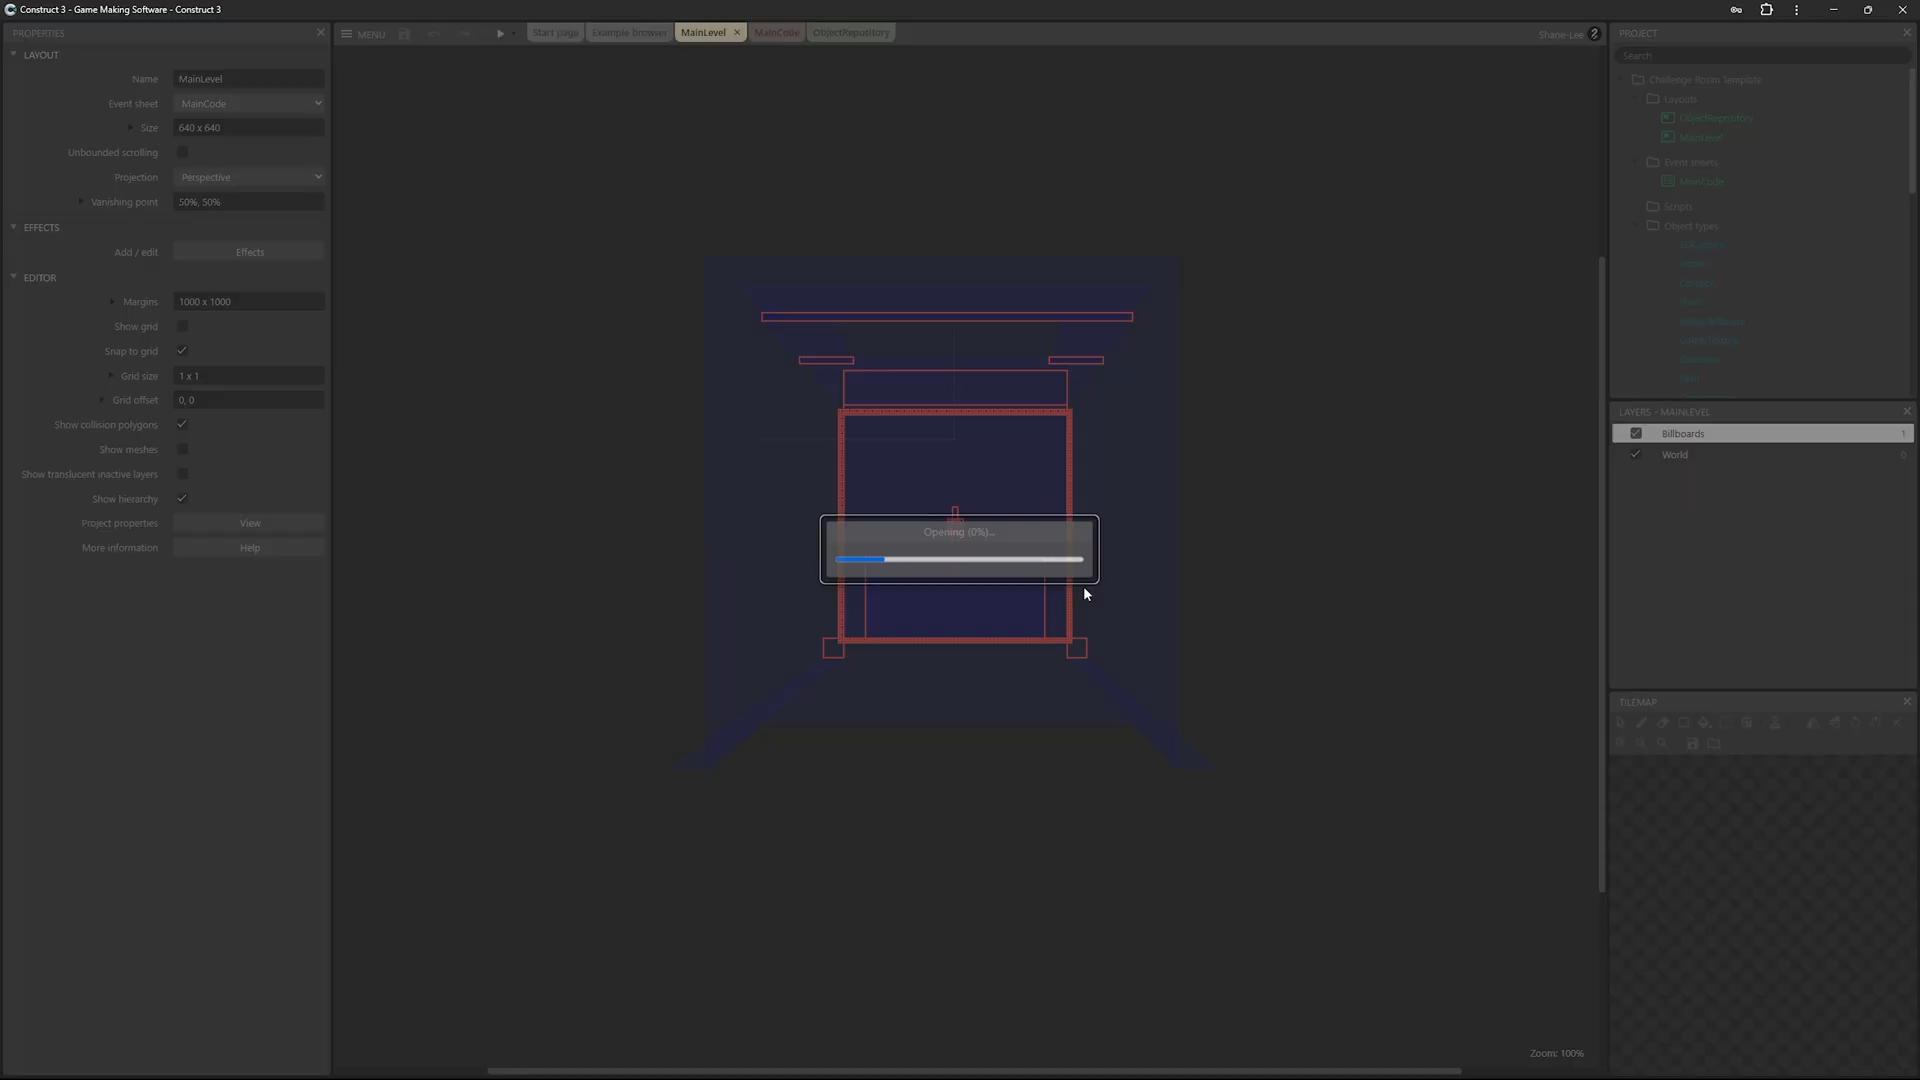 Construct 3 - Game Making Software - Construct 3
PROPERTIES
LAYOUT
Name
MainLevel
Event sheet
MainCode
Size
640 x 640
Unbounded scrolling
Projection
Perspective
Vanishing point
50%, 50%
EFFECTS
Add / edit
Effects
EDITOR
Margins
1000 x 1000
Show grid
Snap to grid
Grid size
1 x 1
Grid offset
0, 0
Show collision polygons
Show meshes
Show translucent inactive layers
Show hierarchy
Project properties
View
More information
Help
MENU
Start page
Example browser
MainLevel
MainCode
ObjectRepository
Shane-Lee
Opening (0%)...
Zoom: 100%
PROJECT
Search
Challenge Room Template
Layouts
ObjectRepository
MainLevel
Event sheets
MainCode
Scripts
Object types
LAYERS - MAINLEVEL
Billboards
1
World
0
TILEMAP